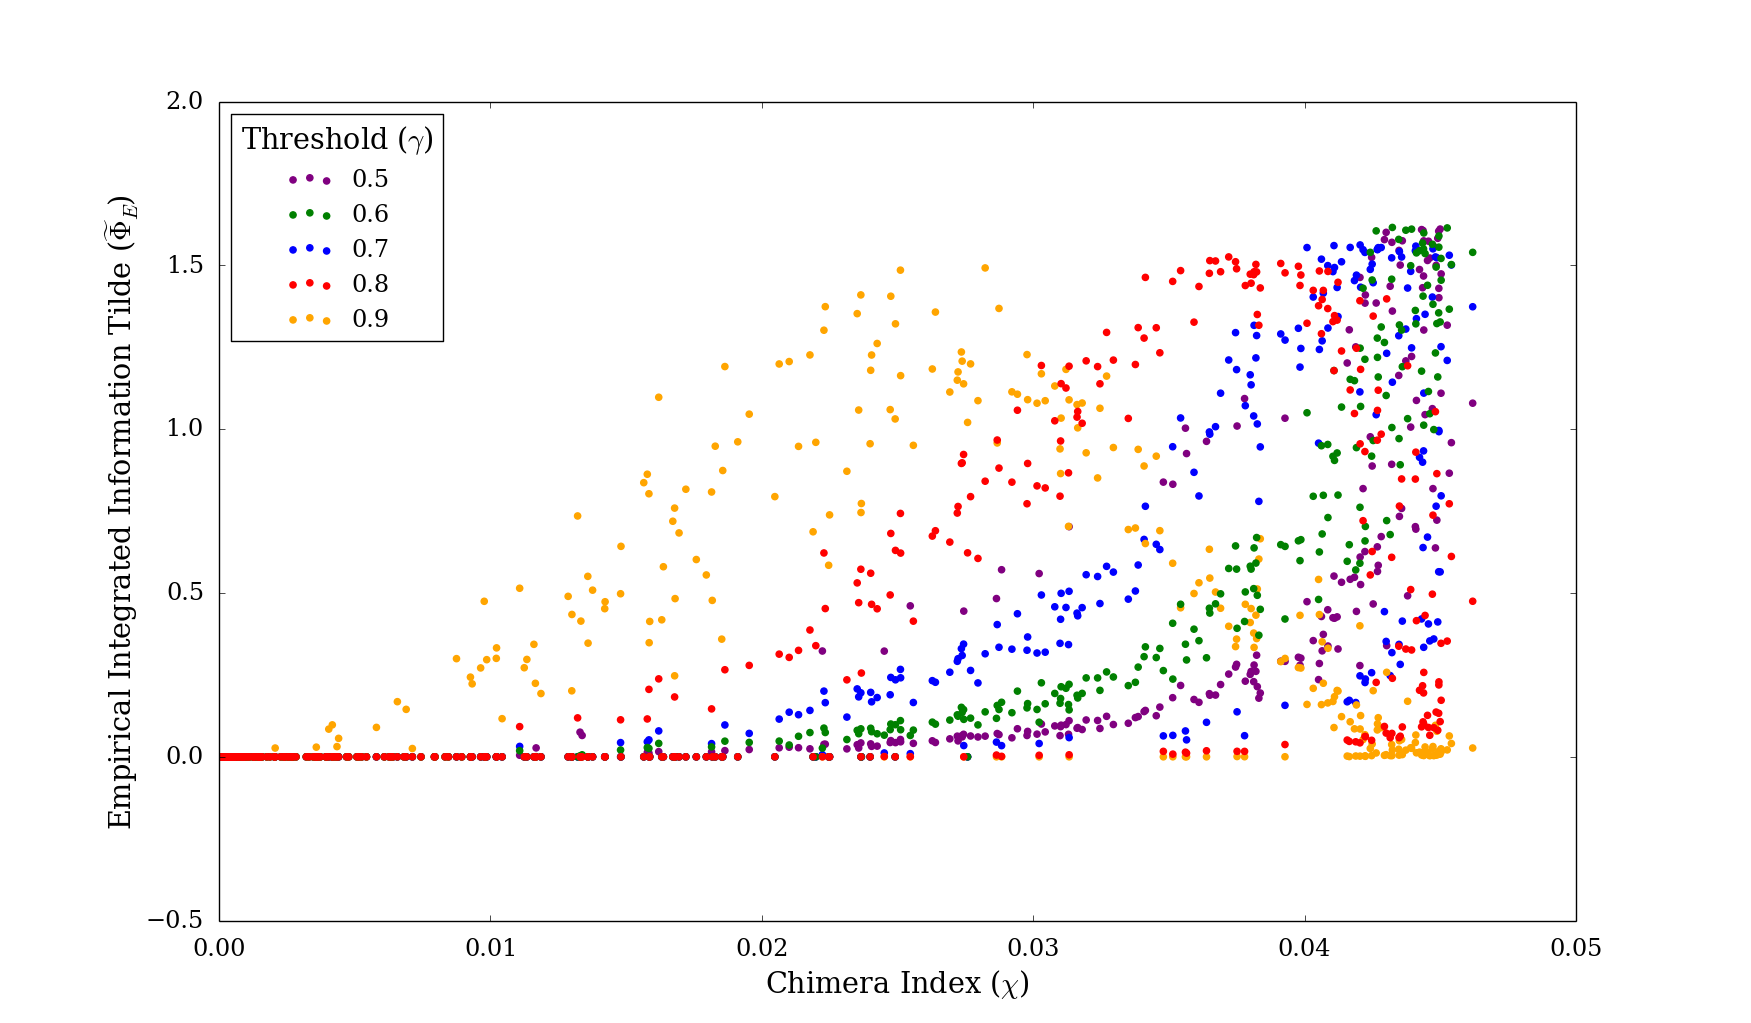 2.0
1.5
1.0
0.5
0.0
−0.5
0.00 0.01 0.02 0.03 0.04 0.05
Empirical Integrated Information Tilde (Φ̃_E)
Chimera Index (χ)
Threshold (γ)
0.5
0.6
0.7
0.8
0.9